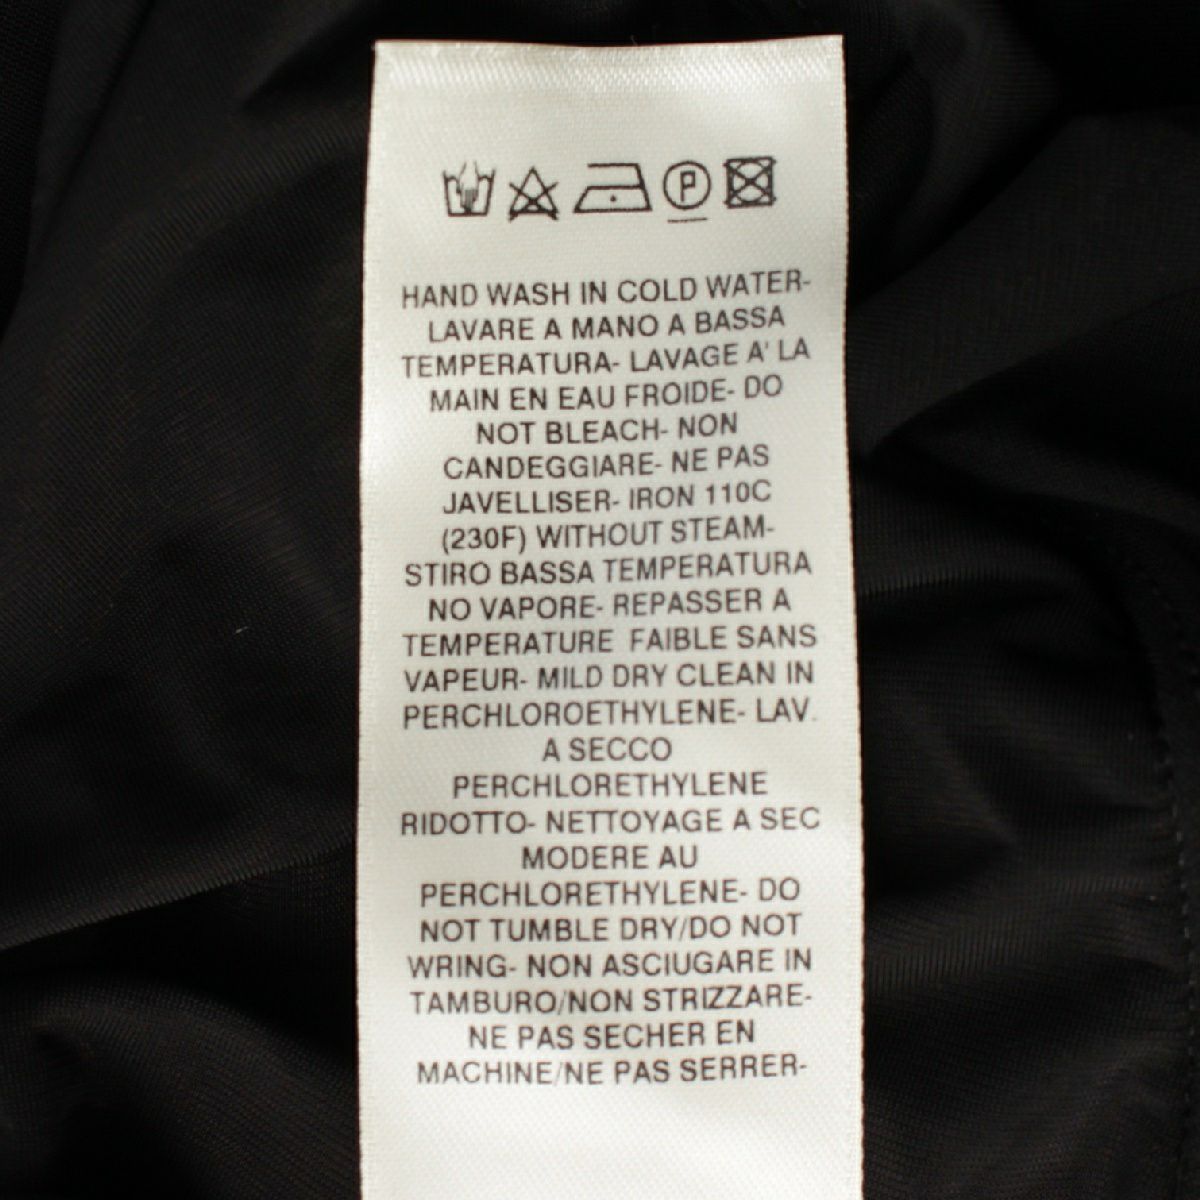 P
HAND WASH IN COLD WATER-
LAVARE A MANO A BASSA
TEMPERATURA- LAVAGE A' LA
MAIN EN EAU FROIDE- DO
NOT BLEACH- NON
CANDEGGIARE- NE PAS
JAVELLISER- IRON 110C
(230F) WITHOUT STEAM-
STIRO BASSA TEMPERATURA
NO VAPORE- REPASSER A
TEMPERATURE FAIBLE SANS
VAPEUR- MILD DRY CLEAN IN
PERCHLOROETHYLENE- LAV.
A SECCO
PERCHLORETHYLENE
RIDOTTO- NETTOYAGE A SEC
MODERE AU
PERCHLORETHYLENE- DO
NOT TUMBLE DRY/DO NOT
WRING- NON ASCIUGARE IN
TAMBURO/NON STRIZZARE-
NE PAS SECHER EN
MACHINE/NE PAS SERRER-